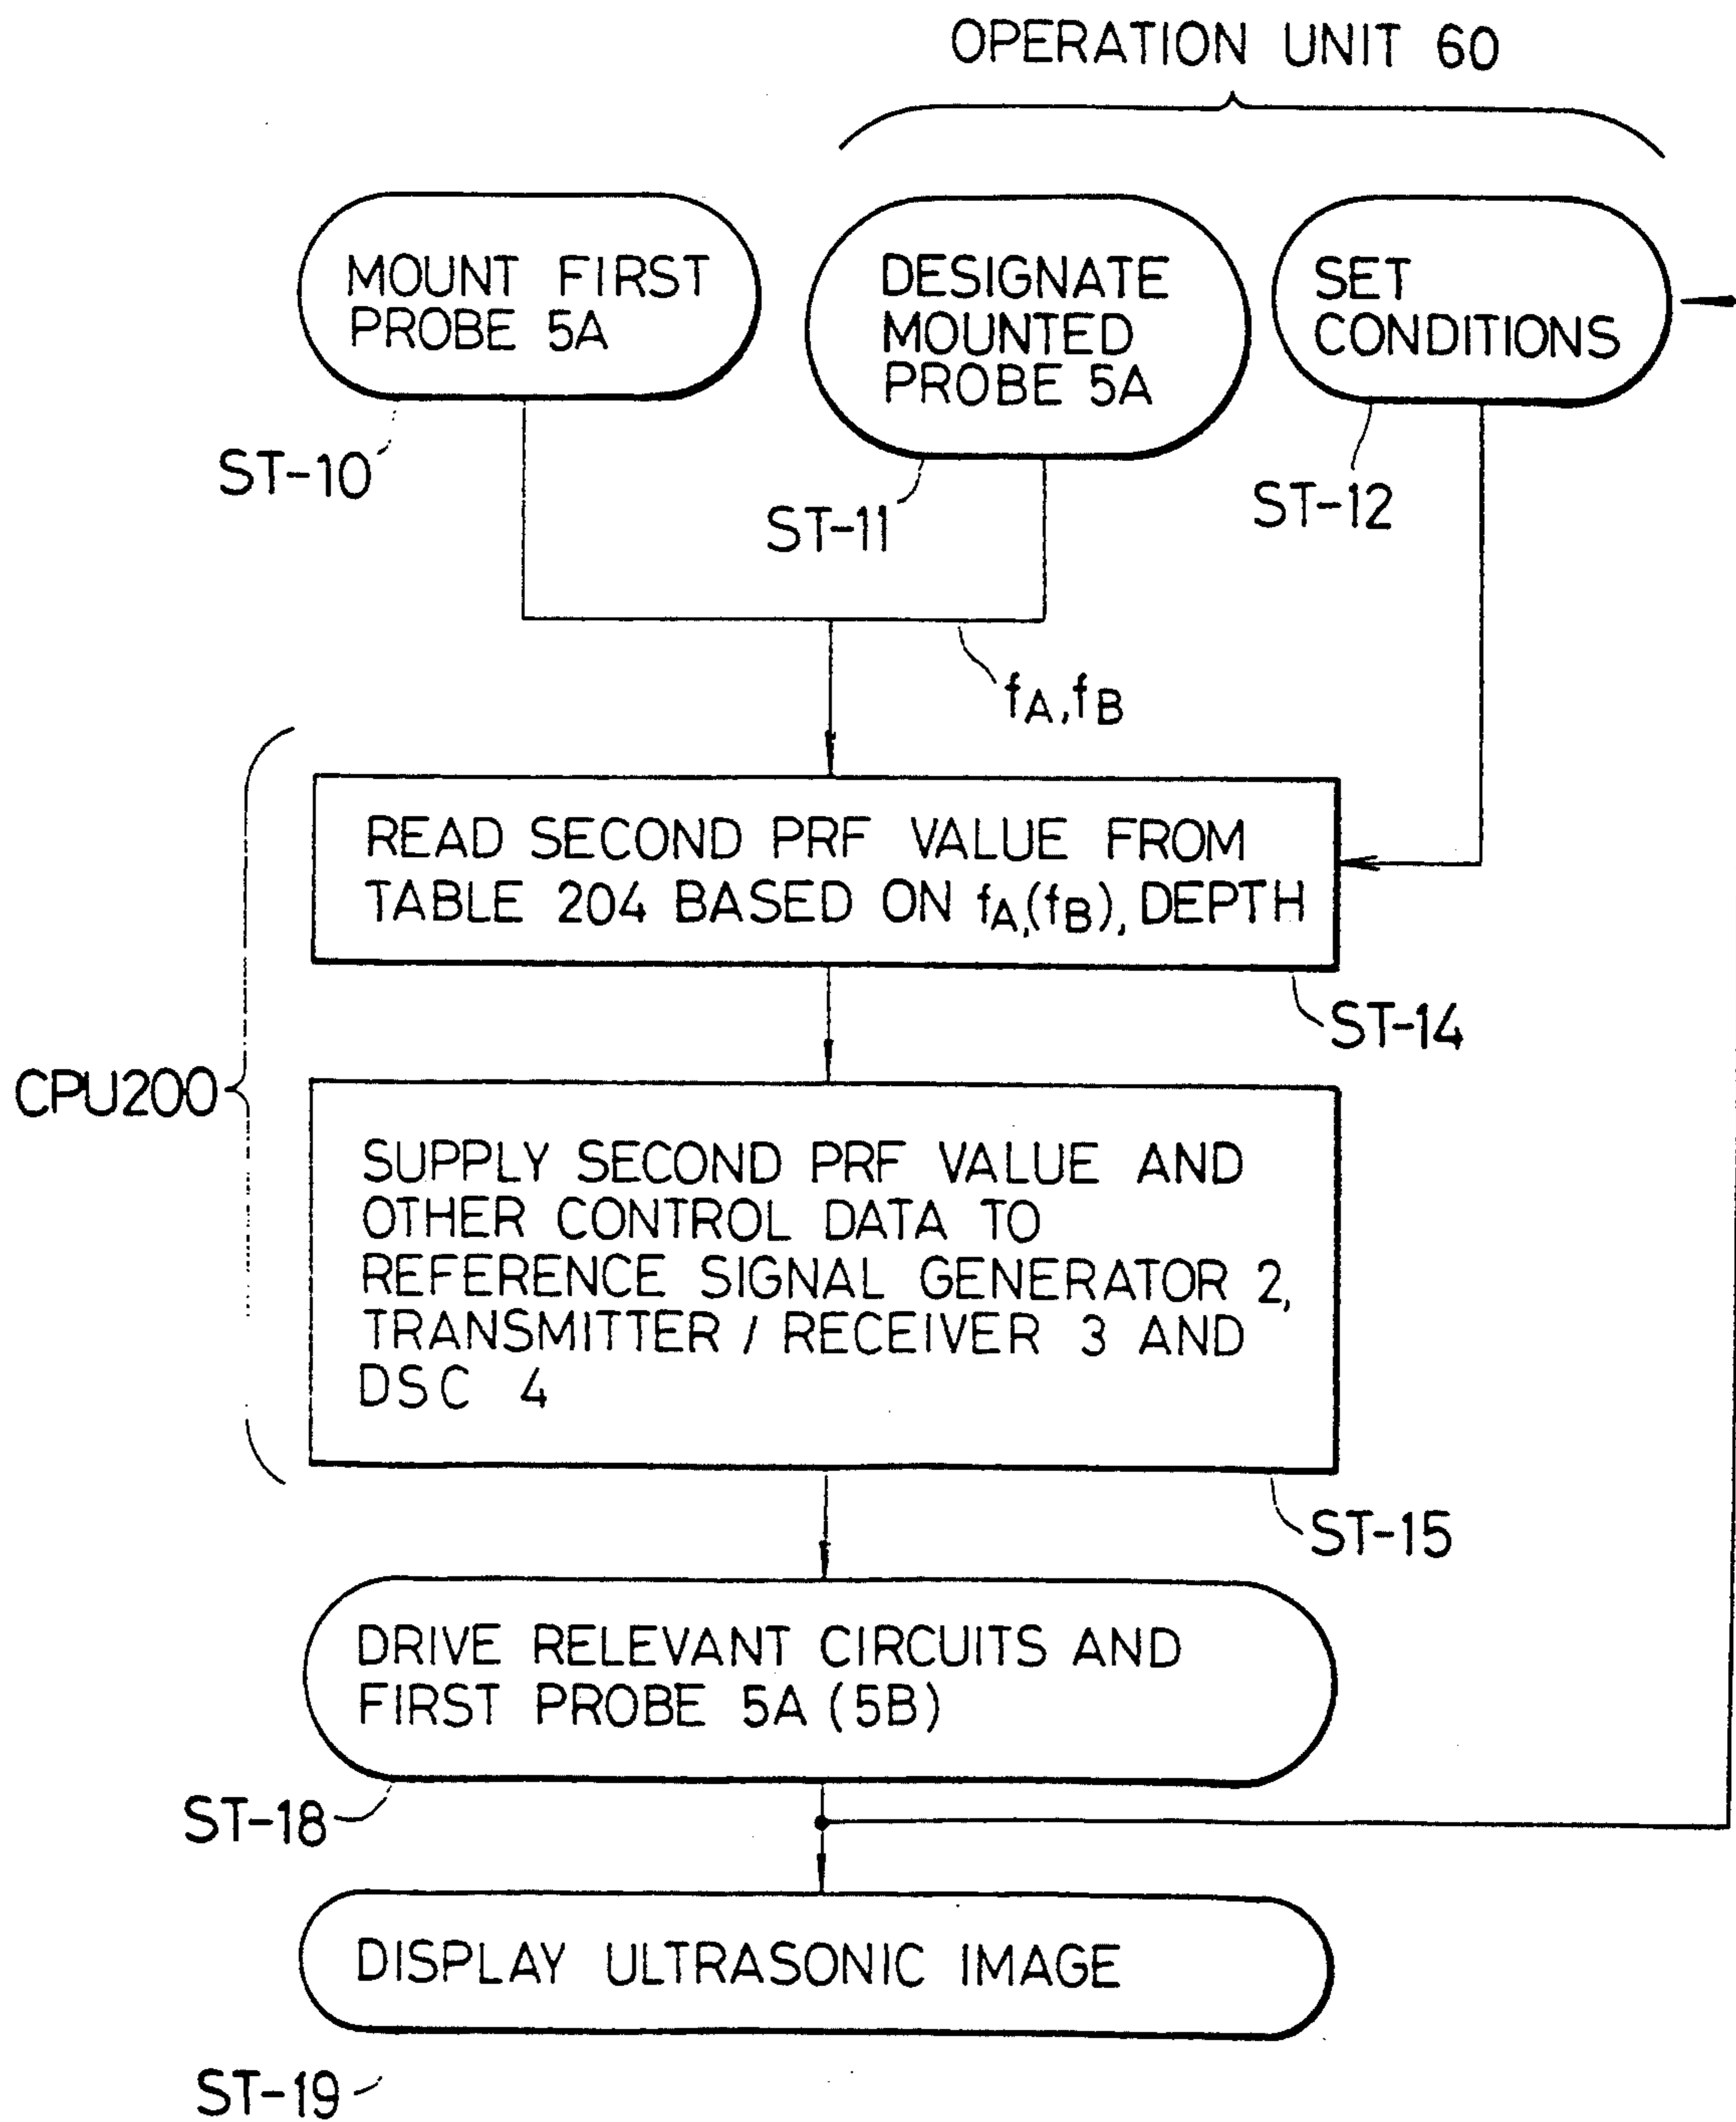 OPERATION UNIT 60
MOUNT FIRST
PROBE 5A
DESIGNATE
MOUNTED
PROBE 5A
SET
CONDITIONS
ST-10
ST-11
ST-12
fA,fB
READ SECOND PRF VALUE FROM
TABLE 204 BASED ON fA,(fB), DEPTH
ST-14
CPU200
SUPPLY SECOND PRF VALUE AND
OTHER CONTROL DATA TO
REFERENCE SIGNAL GENERATOR 2,
TRANSMITTER / RECEIVER 3 AND
DSC 4
ST-15
DRIVE RELEVANT CIRCUITS AND
FIRST PROBE 5A (5B)
ST-18
DISPLAY ULTRASONIC IMAGE
ST-19